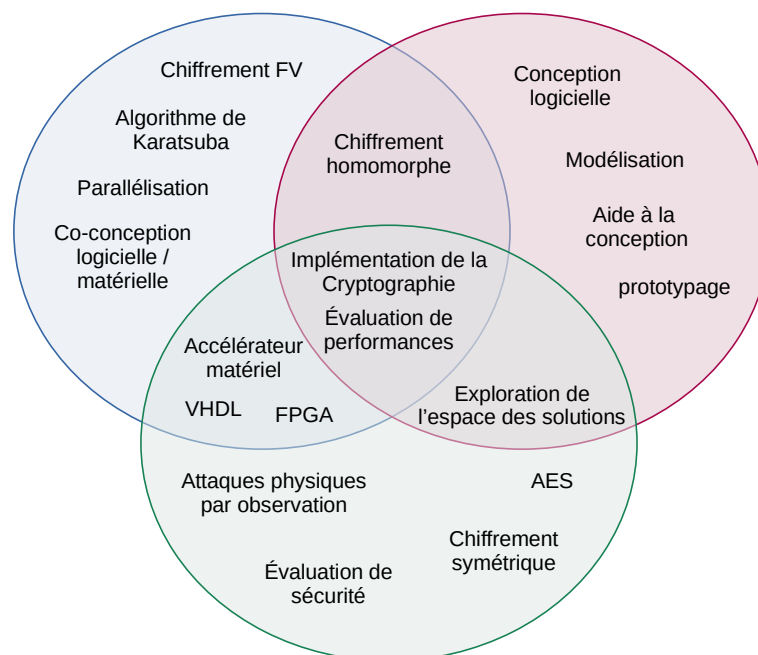 Chiffrement FV
Conception
logicielle
Algorithme de
Karatsuba
Chiffrement
homomorphe
Modélisation
Parallélisation
Aide à la
conception
Co-conception
logicielle /
matérielle
Implémentation de la
Cryptographie
prototypage
Évaluation de
performances
Accélérateur
matériel
Exploration de
l'espace des solutions
VHDL
FPGA
Attaques physiques
par observation
AES
Chiffrement
symétrique
Évaluation de
sécurité